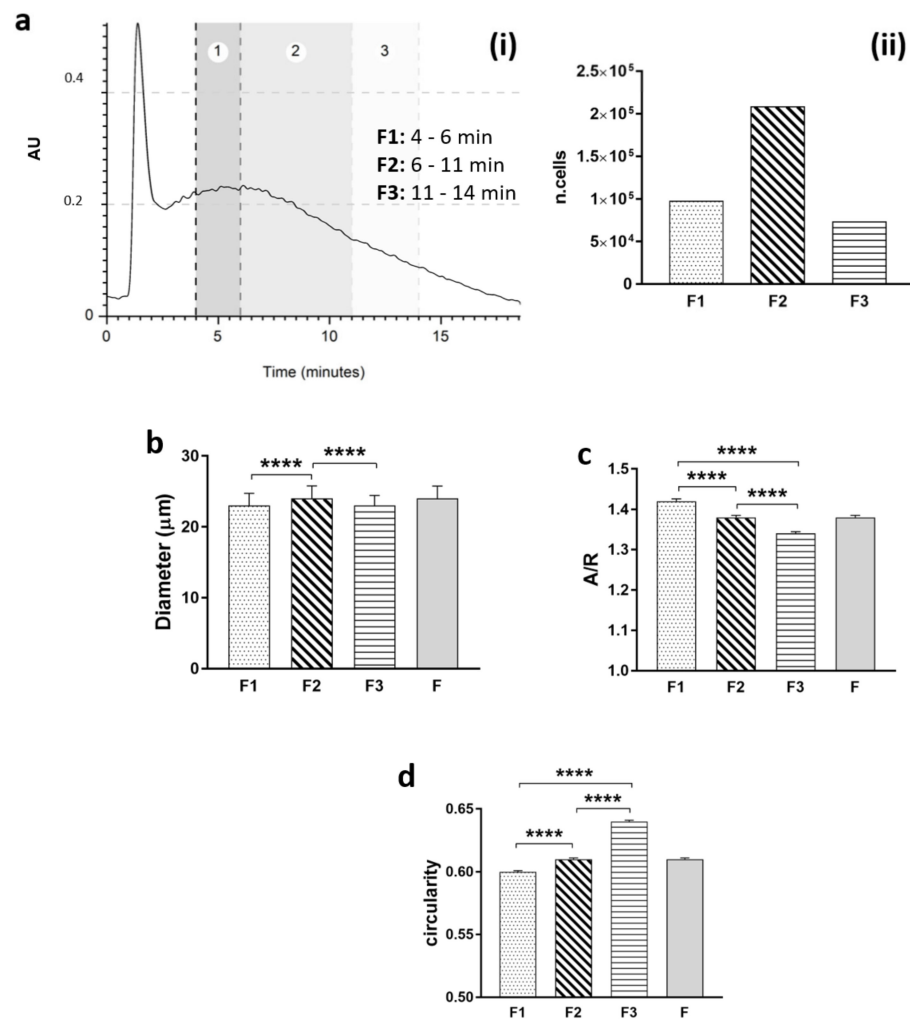 a
(i)
1
2
3
0.4
0.2
0
AU
F1: 4 - 6 min
F2: 6 - 11 min
F3: 11 - 14 min
0
5
10
15
Time (minutes)
(ii)
2.5×10⁵
2×10⁵
1.5×10⁵
1×10⁵
5×10⁴
0
n.cells
F1 F2 F3
b
30
20
10
0
Diameter (μm)
**** ****
F1 F2 F3 F
c
1.5
1.4
1.3
1.2
1.1
1.0
A/R
****
**** ****
F1 F2 F3 F
d
0.65
0.60
0.55
0.50
circularity
****
****
****
F1 F2 F3 F